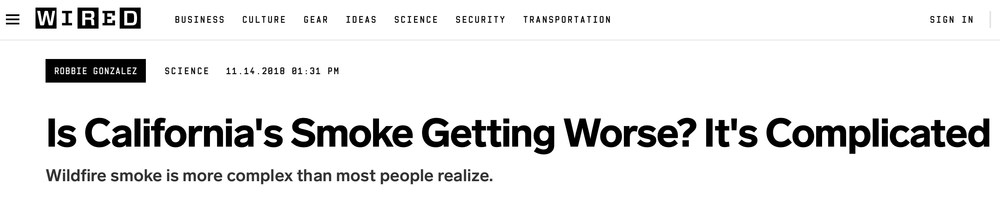 WIRED BUSINESS CULTURE GEAR IDEAS SCIENCE SECURITY TRANSPORTATION SIGN IN
ROBBIE GONZALEZ SCIENCE 11.14.2018 01:31 PM
Is California's Smoke Getting Worse? It's Complicated
Wildfire smoke is more complex than most people realize.